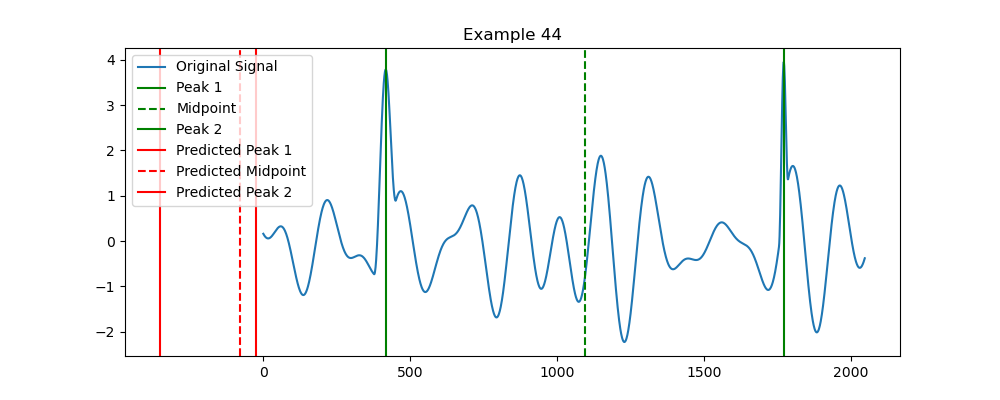 Example 44
Original Signal
Peak 1
Midpoint
Peak 2
Predicted Peak 1
Predicted Midpoint
Predicted Peak 2
4
3
2
1
0
−1
−2
0 500 1000 1500 2000